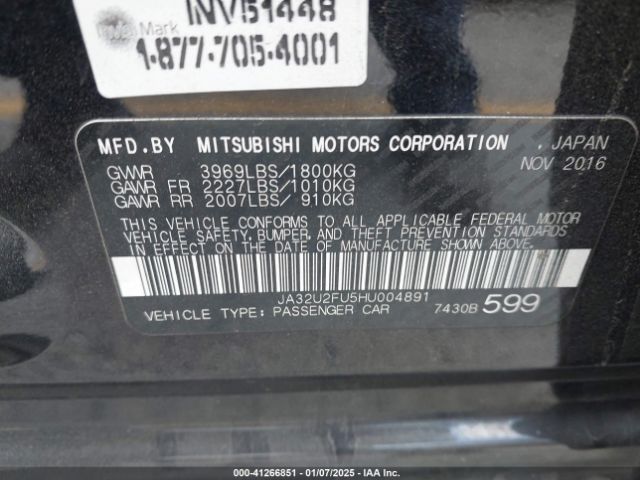 INV51448
Mark
1-877-705-4001
MFD.BY MITSUBISHI MOTORS CORPORATION, JAPAN
GVWR 3969LBS/1800KG NOV 2016
GAWR FR 2227LBS/1010KG
GAWR RR 2007LBS/ 910KG
THIS VEHICLE CONFORMS TO ALL APPLICABLE FEDERAL MOTOR
VEHICLE SAFETY, BUMPER, AND THEFT PREVENTION STANDARDS
IN EFFECT ON THE DATE OF MANUFACTURE SHOWN ABOVE.
JA32U2FU5HU004891
VEHICLE TYPE: PASSENGER CAR 7430B 599
000-41266851 - 01/07/2025 - IAA Inc.